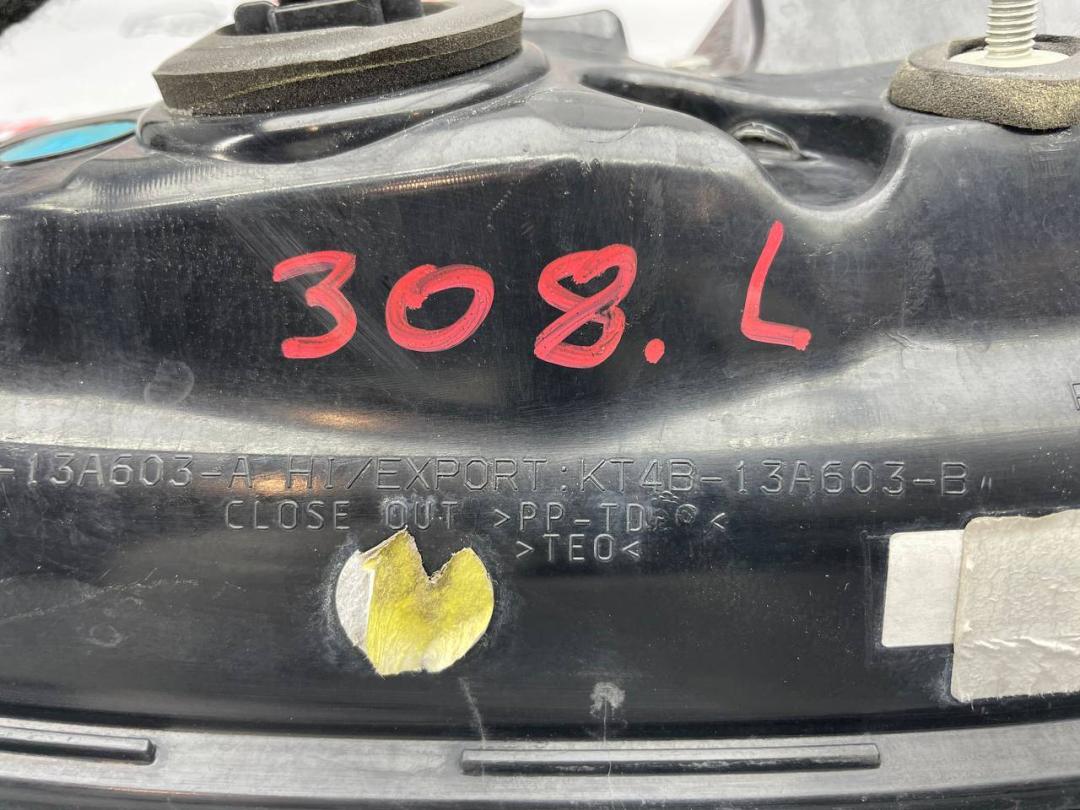 308.L
-13A603-A HI/EXPORT:KT4B-13A603-B
CLOSE OUT >PP-TD
>TEO<